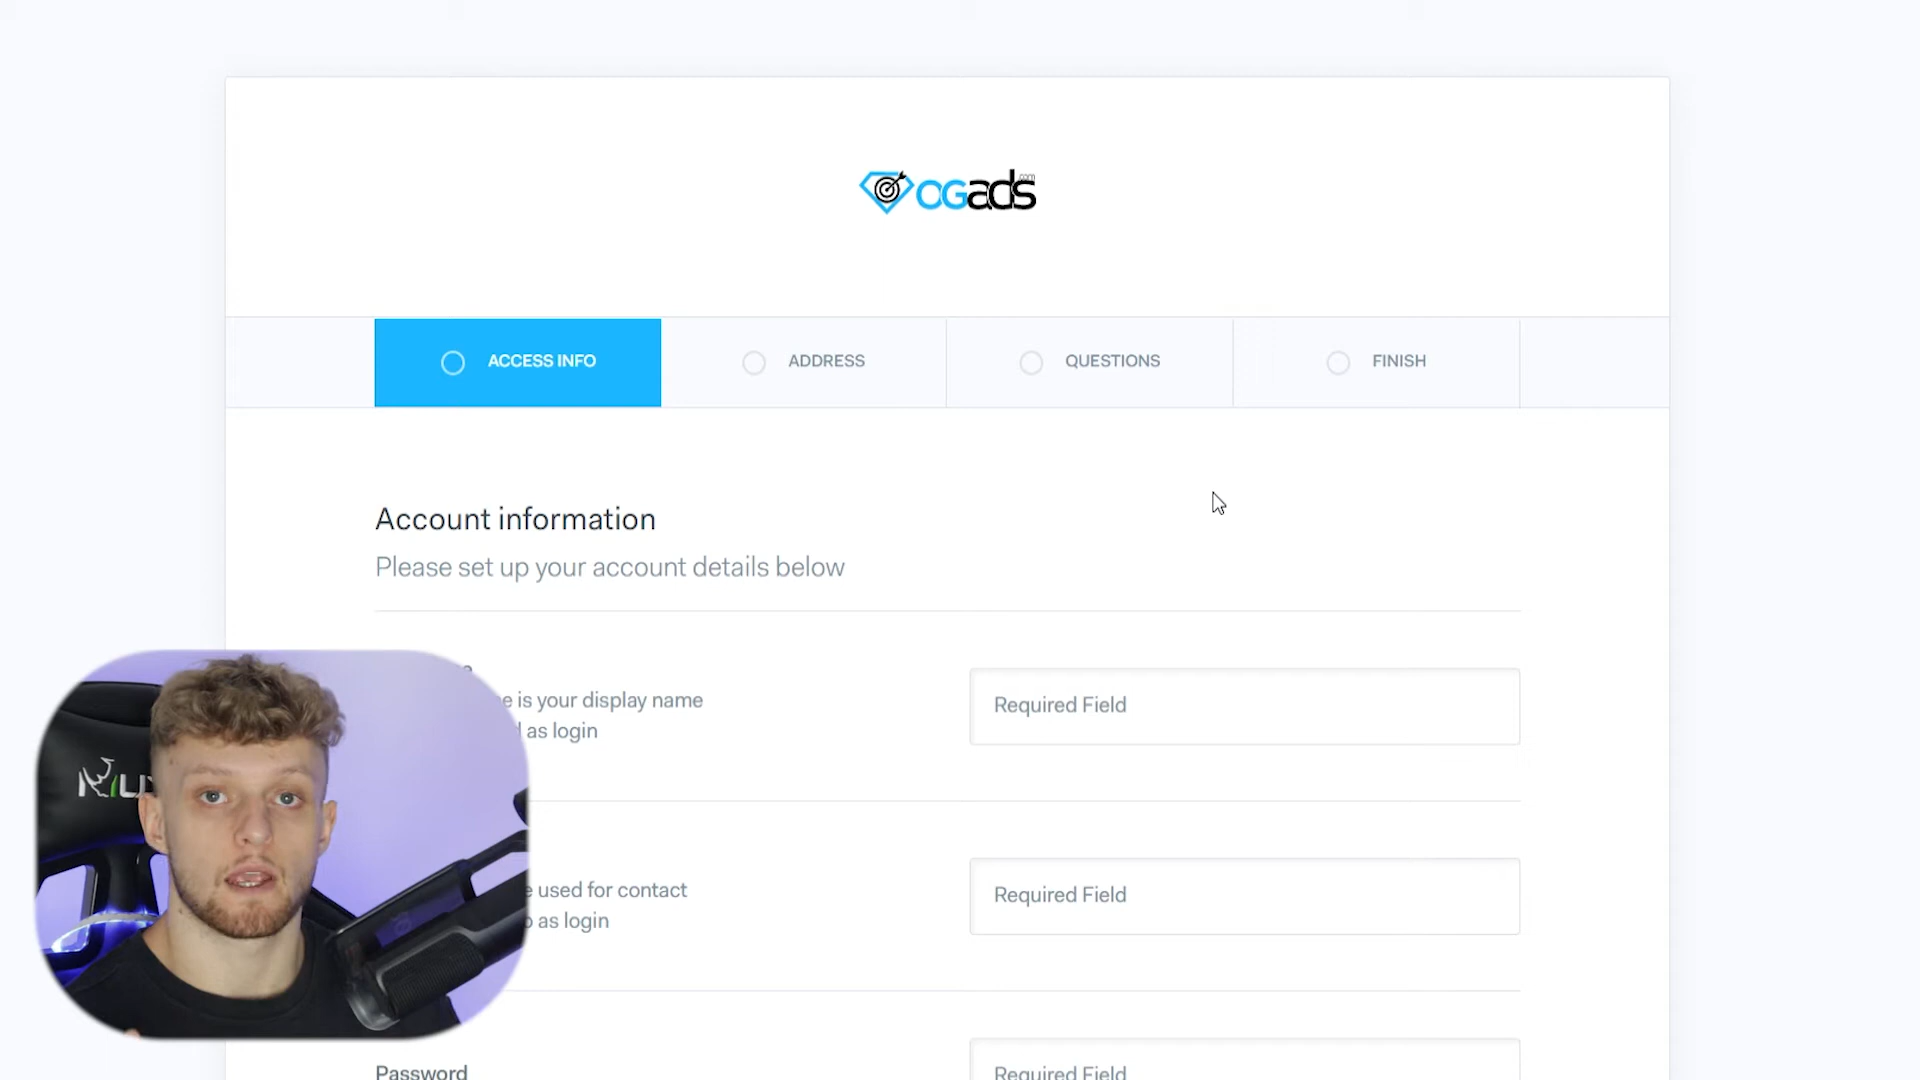 OGads
.com
ACCESS INFO
ADDRESS
QUESTIONS
FINISH
Account information
Please set up your account details below
is your display name
as login
Required Field
used for contact
as login
Required Field
Password
Required Field